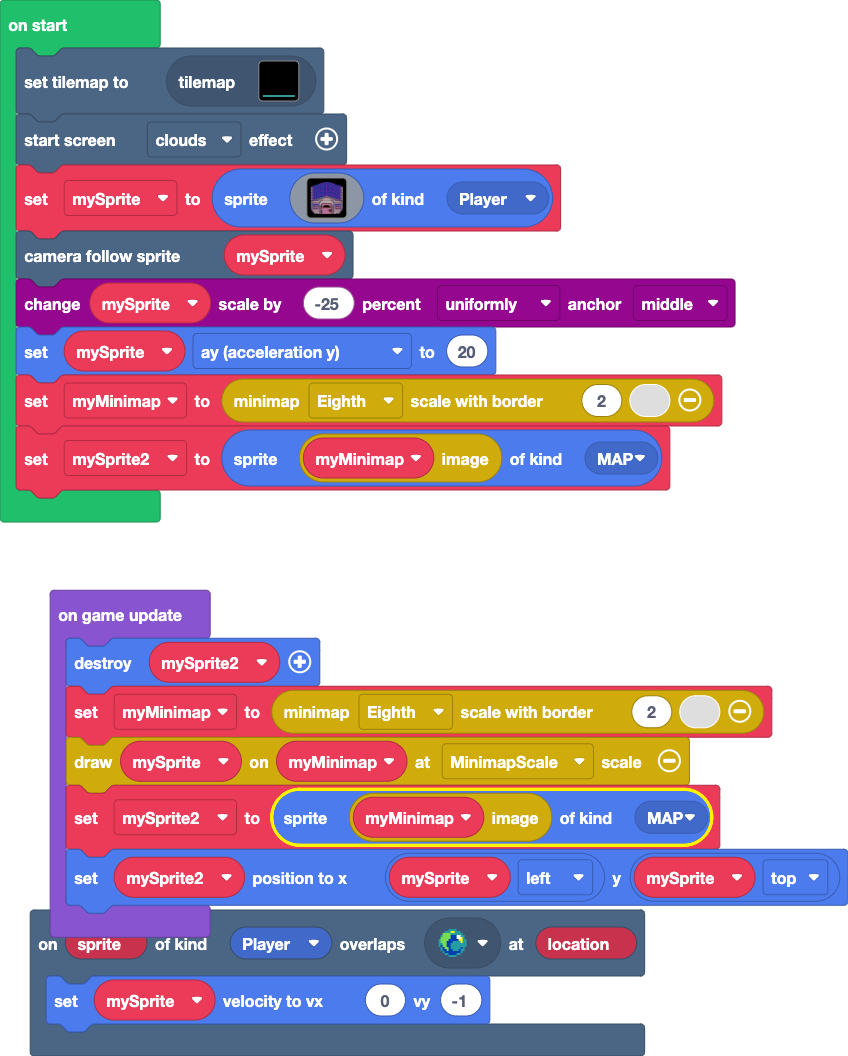 on start
set tilemap to tilemap
start screen clouds effect
set mySprite to sprite of kind Player
camera follow sprite mySprite
change mySprite scale by -25 percent uniformly anchor middle
set mySprite ay (acceleration y) to 20
set myMinimap to minimap Eighth scale with border 2
set mySprite2 to sprite myMinimap image of kind MAP
on game update
destroy mySprite2
set myMinimap to minimap Eighth scale with border 2
draw mySprite on myMinimap at MinimapScale scale
set mySprite2 to sprite myMinimap image of kind MAP
set mySprite2 position to x mySprite left y mySprite top
on sprite of kind Player overlaps at location
set mySprite velocity to vx 0 vy -1